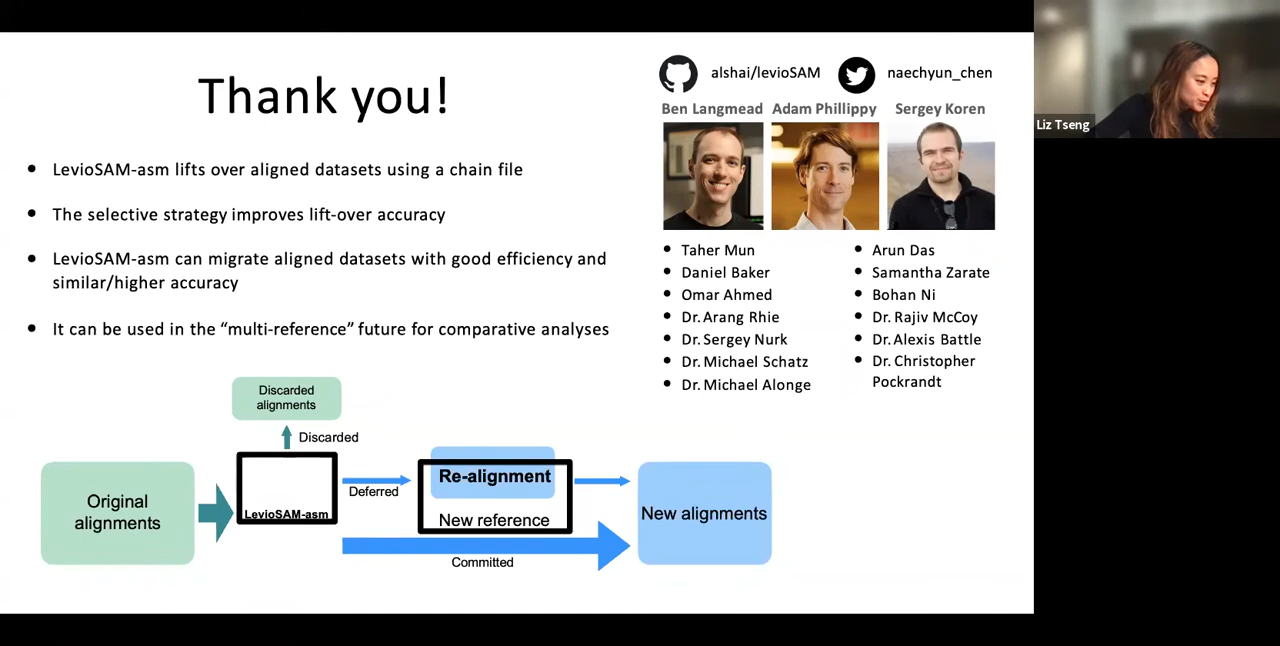 Thank you!
• LevioSAM-asm lifts over aligned datasets using a chain file
• The selective strategy improves lift-over accuracy
• LevioSAM-asm can migrate aligned datasets with good efficiency and
similar/higher accuracy
• It can be used in the “multi-reference” future for comparative analyses
alshai/levioSAM
naechyun_chen
Ben Langmead
Adam Phillippy
Sergey Koren
• Taher Mun
• Daniel Baker
• Omar Ahmed
• Dr. Arang Rhie
• Dr. Sergey Nurk
• Dr. Michael Schatz
• Dr. Michael Alonge
• Arun Das
• Samantha Zarate
• Bohan Ni
• Dr. Rajiv McCoy
• Dr. Alexis Battle
• Dr. Christopher
Pockrandt
Discarded
alignments
Discarded
Original
alignments
LevioSAM-asm
Deferred
Re-alignment
New reference
Committed
New alignments
Liz Tseng